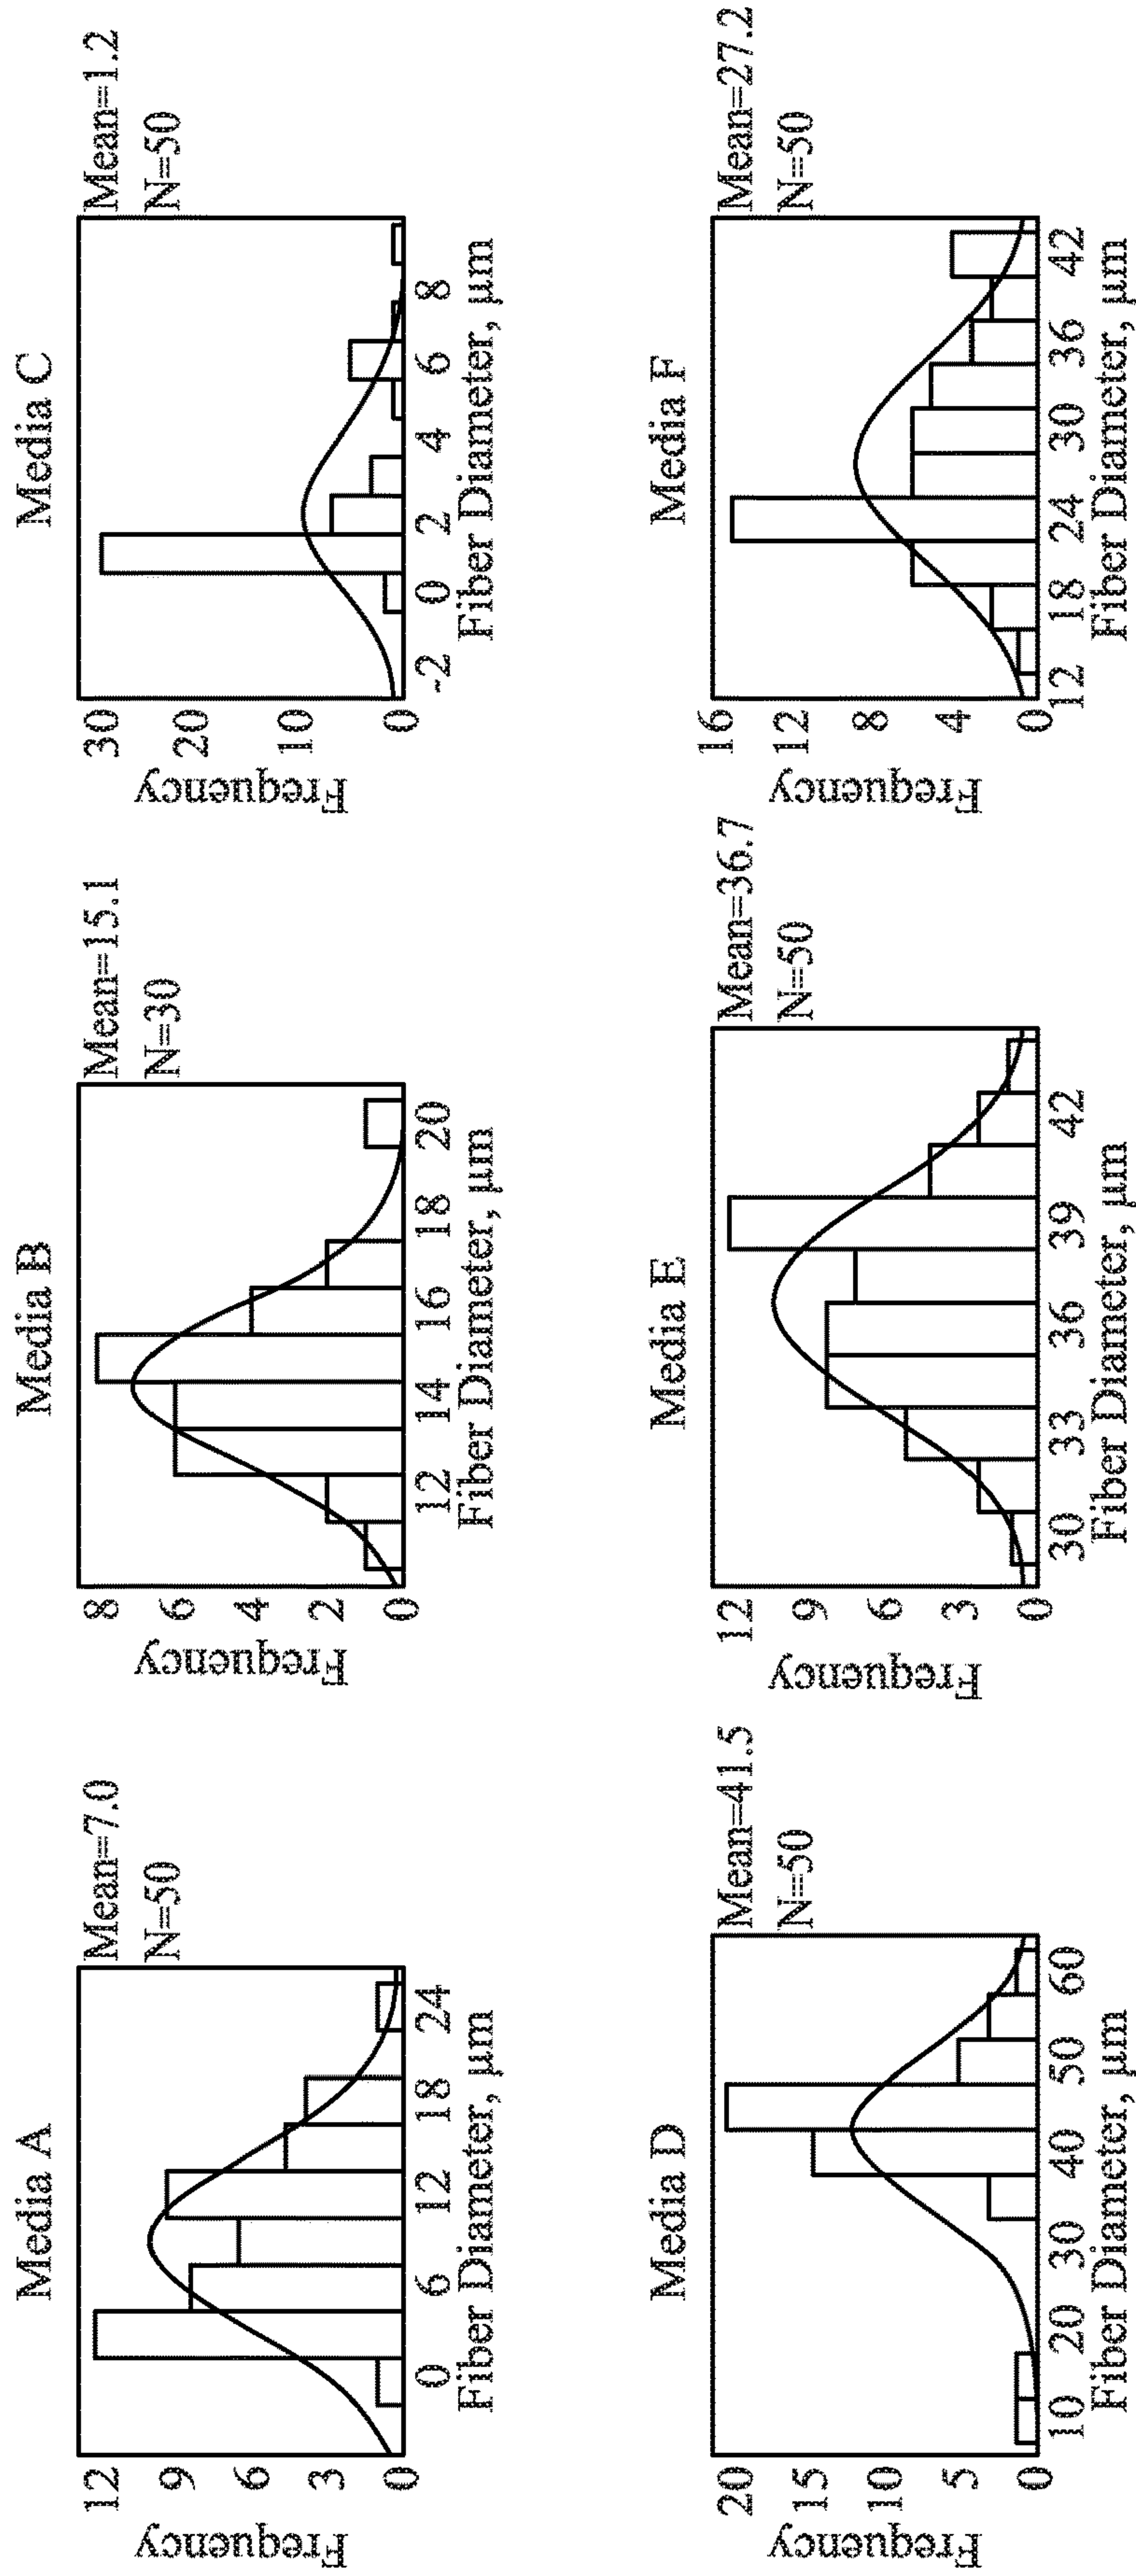 Media A
Mean=7.0
N=50
Frequency
12
9
6
3
0
0 6 12 18 24
Fiber Diameter, μm
Media B
Mean=15.1
N=30
Frequency
8
6
4
2
0
12 14 16 18 20
Fiber Diameter, μm
Media C
Mean=1.2
N=50
Frequency
30
20
10
0
-2 0 2 4 6 8
Fiber Diameter, μm
Media D
Mean=41.5
N=50
Frequency
20
15
10
5
0
10 20 30 40 50 60
Fiber Diameter, μm
Media E
Mean=36.7
N=50
Frequency
12
9
6
3
0
30 33 36 39 42
Fiber Diameter, μm
Media F
Mean=27.2
N=50
Frequency
16
12
8
4
0
12 18 24 30 36 42
Fiber Diameter, μm